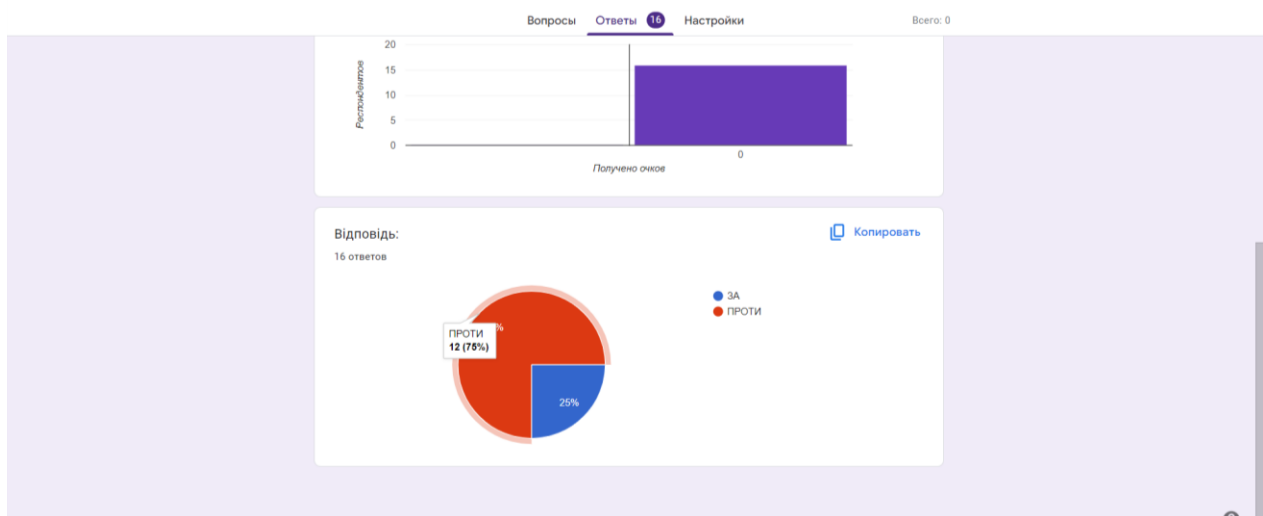 Вопросы Ответы 16 Настройки Всего: 0
20
15
10
5
0
Респондентов
0
Получено очков
Відповідь:
Копировать
16 ответов
ЗА
ПРОТИ
%
ПРОТИ
12 (75%)
25%